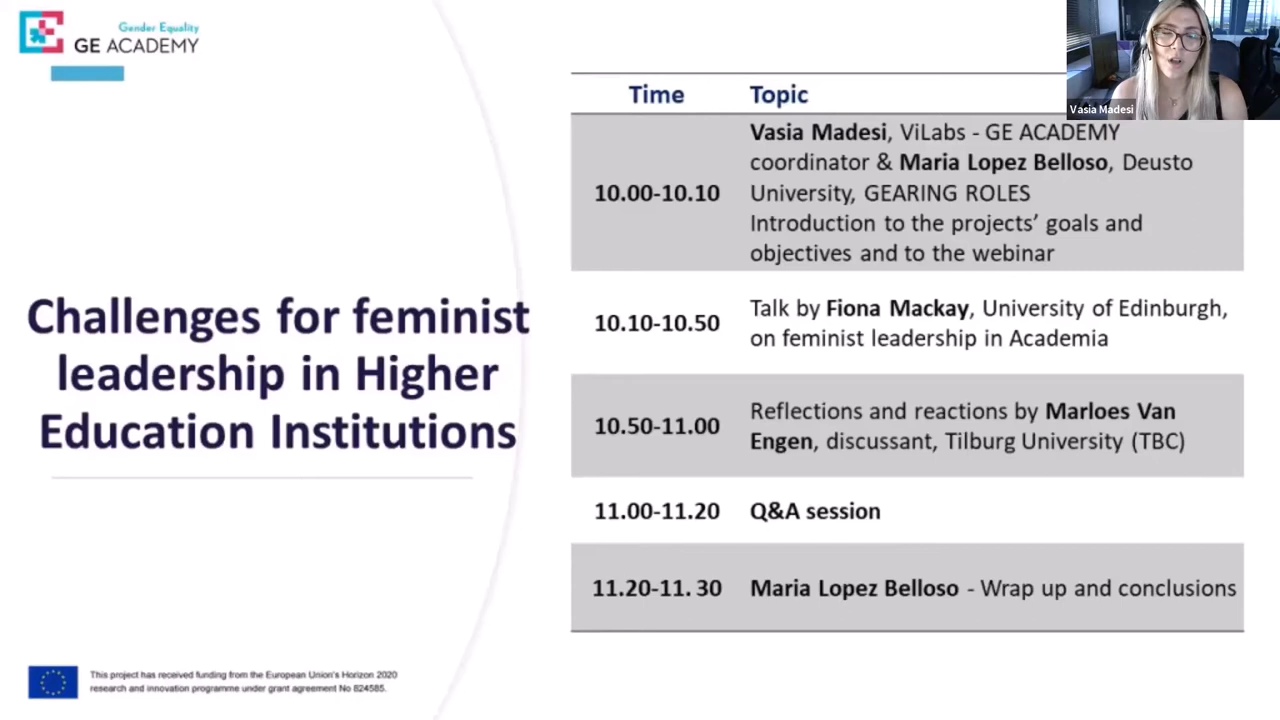 Gender Equality
GE ACADEMY
Vasia Madesi
Challenges for feminist
leadership in Higher
Education Institutions
Time Topic
10.00-10.10
Vasia Madesi, ViLabs - GE ACADEMY
coordinator & Maria Lopez Belloso, Deusto
University, GEARING ROLES
Introduction to the projects’ goals and
objectives and to the webinar
10.10-10.50
Talk by Fiona Mackay, University of Edinburgh,
on feminist leadership in Academia
10.50-11.00
Reflections and reactions by Marloes Van
Engen, discussant, Tilburg University (TBC)
11.00-11.20 Q&A session
11.20-11. 30 Maria Lopez Belloso - Wrap up and conclusions
This project has received funding from the European Union's Horizon 2020
research and innovation programme under grant agreement No 824585.